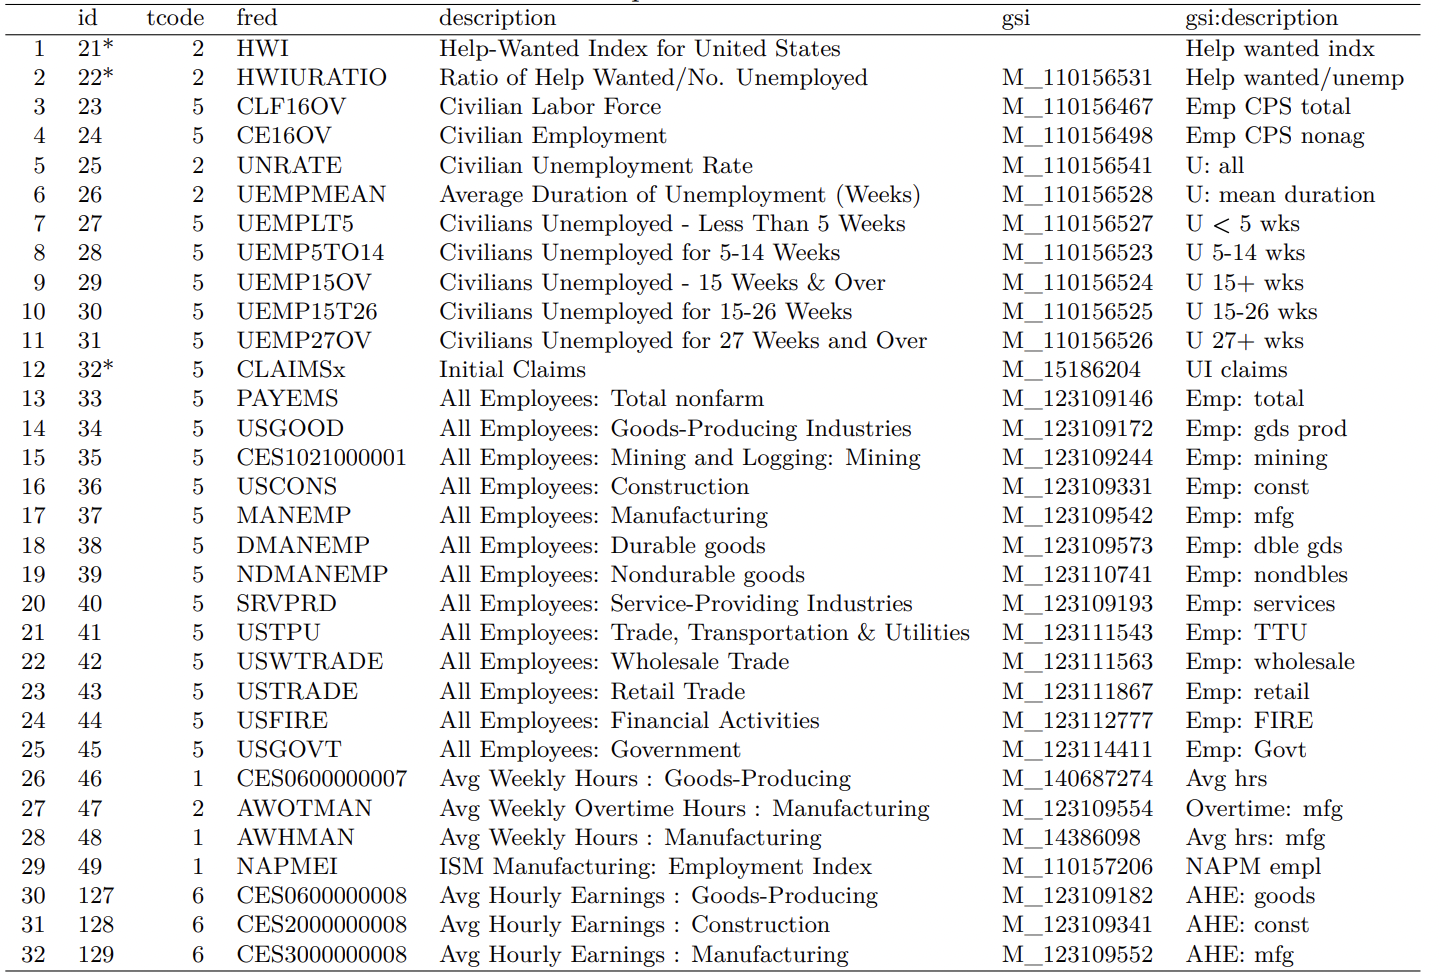 id tcode fred description gsi gsi:description
1 21* 2 HWI Help-Wanted Index for United States Help wanted indx
2 22* 2 HWIURATIO Ratio of Help Wanted/No. Unemployed M_110156531 Help wanted/unemp
3 23 5 CLF16OV Civilian Labor Force M_110156467 Emp CPS total
4 24 5 CE16OV Civilian Employment M_110156498 Emp CPS nonag
5 25 2 UNRATE Civilian Unemployment Rate M_110156541 U: all
6 26 2 UEMPMEAN Average Duration of Unemployment (Weeks) M_110156528 U: mean duration
7 27 5 UEMPLT5 Civilians Unemployed - Less Than 5 Weeks M_110156527 U < 5 wks
8 28 5 UEMP5TO14 Civilians Unemployed for 5-14 Weeks M_110156523 U 5-14 wks
9 29 5 UEMP15OV Civilians Unemployed - 15 Weeks & Over M_110156524 U 15+ wks
10 30 5 UEMP15T26 Civilians Unemployed for 15-26 Weeks M_110156525 U 15-26 wks
11 31 5 UEMP27OV Civilians Unemployed for 27 Weeks and Over M_110156526 U 27+ wks
12 32* 5 CLAIMSx Initial Claims M_15186204 UI claims
13 33 5 PAYEMS All Employees: Total nonfarm M_123109146 Emp: total
14 34 5 USGOOD All Employees: Goods-Producing Industries M_123109172 Emp: gds prod
15 35 5 CES1021000001 All Employees: Mining and Logging: Mining M_123109244 Emp: mining
16 36 5 USCONS All Employees: Construction M_123109331 Emp: const
17 37 5 MANEMP All Employees: Manufacturing M_123109542 Emp: mfg
18 38 5 DMANEMP All Employees: Durable goods M_123109573 Emp: dble gds
19 39 5 NDMANEMP All Employees: Nondurable goods M_123110741 Emp: nondbles
20 40 5 SRVPRD All Employees: Service-Providing Industries M_123109193 Emp: services
21 41 5 USTPU All Employees: Trade, Transportation & Utilities M_123111543 Emp: TTU
22 42 5 USWTRADE All Employees: Wholesale Trade M_123111563 Emp: wholesale
23 43 5 USTRADE All Employees: Retail Trade M_123111867 Emp: retail
24 44 5 USFIRE All Employees: Financial Activities M_123112777 Emp: FIRE
25 45 5 USGOVT All Employees: Government M_123114411 Emp: Govt
26 46 1 CES0600000007 Avg Weekly Hours : Goods-Producing M_140687274 Avg hrs
27 47 2 AWOTMAN Avg Weekly Overtime Hours : Manufacturing M_123109554 Overtime: mfg
28 48 1 AWHMAN Avg Weekly Hours : Manufacturing M_14386098 Avg hrs: mfg
29 49 1 NAPMEI ISM Manufacturing: Employment Index M_110157206 NAPM empl
30 127 6 CES0600000008 Avg Hourly Earnings : Goods-Producing M_123109182 AHE: goods
31 128 6 CES2000000008 Avg Hourly Earnings : Construction M_123109341 AHE: const
32 129 6 CES3000000008 Avg Hourly Earnings : Manufacturing M_123109552 AHE: mfg